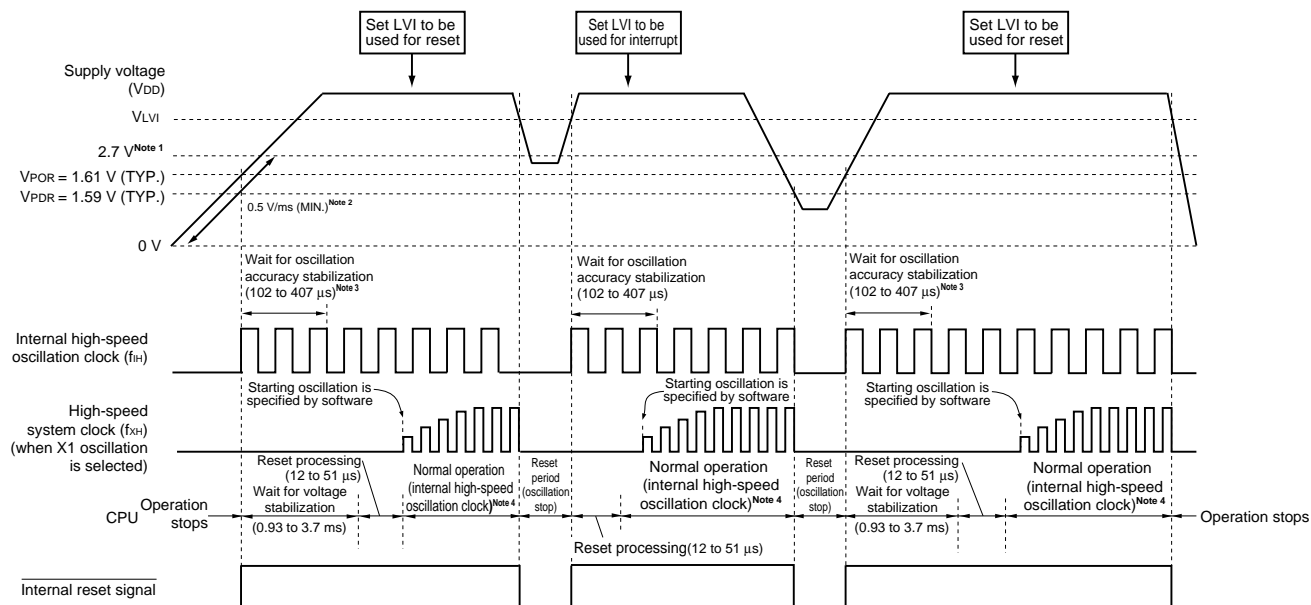 Set LVI to be
used for reset
Set LVI to be
used for interrupt
Set LVI to be
used for reset
Supply voltage
(VDD)
VLVI
2.7 V Note 1
VPOR = 1.61 V (TYP.)
VPDR = 1.59 V (TYP.)
0.5 V/ms (MIN.) Note 2
0 V
Wait for oscillation
accuracy stabilization
(102 to 407 μs) Note 3
Wait for oscillation
accuracy stabilization
(102 to 407 μs)
Wait for oscillation
accuracy stabilization
(102 to 407 μs) Note 3
Internal high-speed
oscillation clock (fIH)
Starting oscillation is
specified by software
Starting oscillation is
specified by software
Starting oscillation is
specified by software
High-speed
system clock (fXH)
(when X1 oscillation
is selected)
Reset processing
(12 to 51 μs)
Wait for voltage
stabilization
(0.93 to 3.7 ms)
Normal operation
(internal high-speed
oscillation clock) Note 4
Reset
period
(oscillation
stop)
Normal operation
(internal high-speed
oscillation clock) Note 4
Reset
period
(oscillation
stop)
Reset processing
(12 to 51 μs)
Wait for voltage
stabilization
(0.93 to 3.7 ms)
Normal operation
(internal high-speed
oscillation clock) Note 4
CPU
Operation
stops
Operation stops
Reset processing (12 to 51 μs)
Internal reset signal